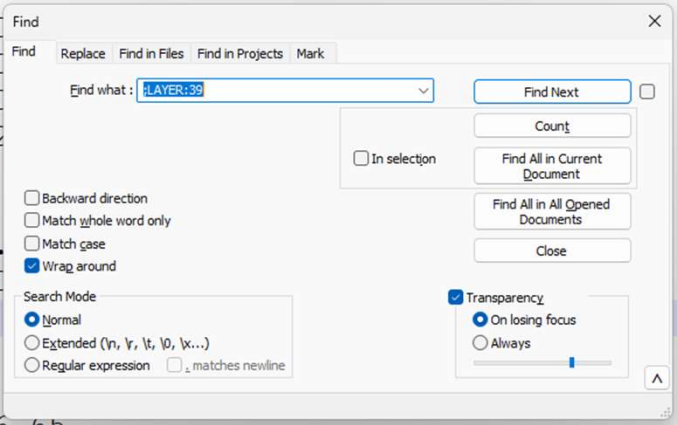 Find
Find Replace Find in Files Find in Projects Mark
Find what : ;LAYER:39 Find Next
Count
In selection Find All in Current
Document
Backward direction
Match whole word only
Match case
Wrap around
Find All in All Opened
Documents
Close
Search Mode
Normal
Extended (\n, \r, \t, \0, \x...)
Regular expression . matches newline
Transparency
On losing focus
Always